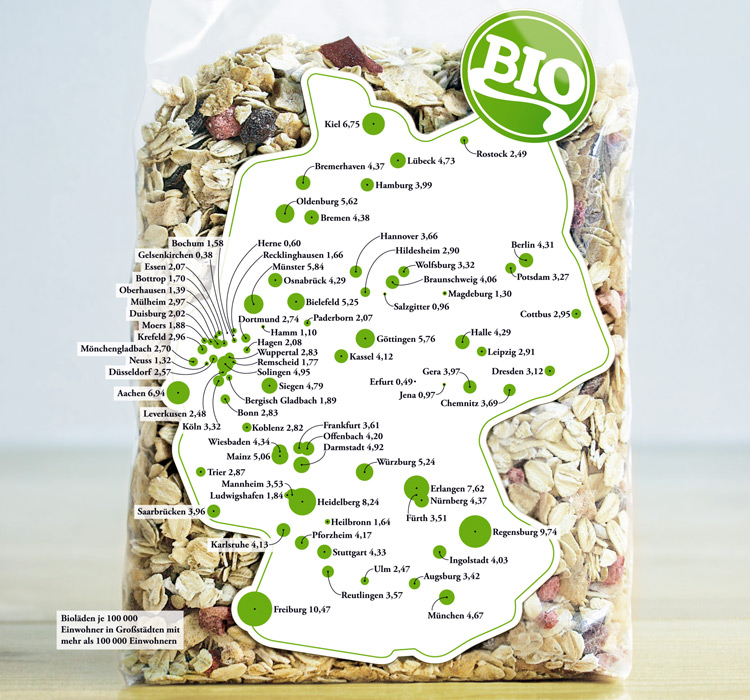 BIO
Kiel 6,75
Rostock 2,49
Lübeck 4,73
Bremerhaven 4,37
Hamburg 3,99
Oldenburg 5,62
Bremen 4,38
Hannover 3,66
Bochum 1,58
Herne 0,60
Berlin 4,31
Hildesheim 2,90
Gelsenkirchen 0,38
Recklinghausen 1,66
Essen 2,07
Münster 5,84
Wolfsburg 3,32
Potsdam 3,27
Bottrop 1,70
Osnabrück 4,29
Braunschweig 4,06
Oberhausen 1,39
Magdeburg 1,30
Mülheim 2,97
Bielefeld 5,25
Salzgitter 0,96
Duisburg 2,02
Dortmund 2,74
Paderborn 2,07
Cottbus 2,95
Moers 1,88
Hamm 1,10
Krefeld 2,96
Göttingen 5,76
Halle 4,29
Hagen 2,08
Mönchengladbach 2,70
Wuppertal 2,83
Kassel 4,12
Leipzig 2,91
Neuss 1,32
Remscheid 1,77
Düsseldorf 2,57
Solingen 4,95
Gera 3,97
Dresden 3,12
Erfurt 0,49
Siegen 4,79
Aachen 6,94
Jena 0,97
Bergisch Gladbach 1,89
Chemnitz 3,69
Leverkusen 2,48
Bonn 2,83
Köln 3,32
Koblenz 2,82
Frankfurt 3,61
Offenbach 4,20
Wiesbaden 4,34
Darmstadt 4,92
Mainz 5,06
Würzburg 5,24
Trier 2,87
Mannheim 3,53
Erlangen 7,62
Ludwigshafen 1,84
Heidelberg 8,24
Nürnberg 4,37
Saarbrücken 3,96
Fürth 3,51
Heilbronn 1,64
Regensburg 9,74
Karlsruhe 4,13
Pforzheim 4,17
Stuttgart 4,33
Ingolstadt 4,03
Ulm 2,47
Augsburg 3,42
Reutlingen 3,57
Freiburg 10,47
München 4,67
Bioläden je 100 000
Einwohner in Großstädten mit
mehr als 100 000 Einwohnern